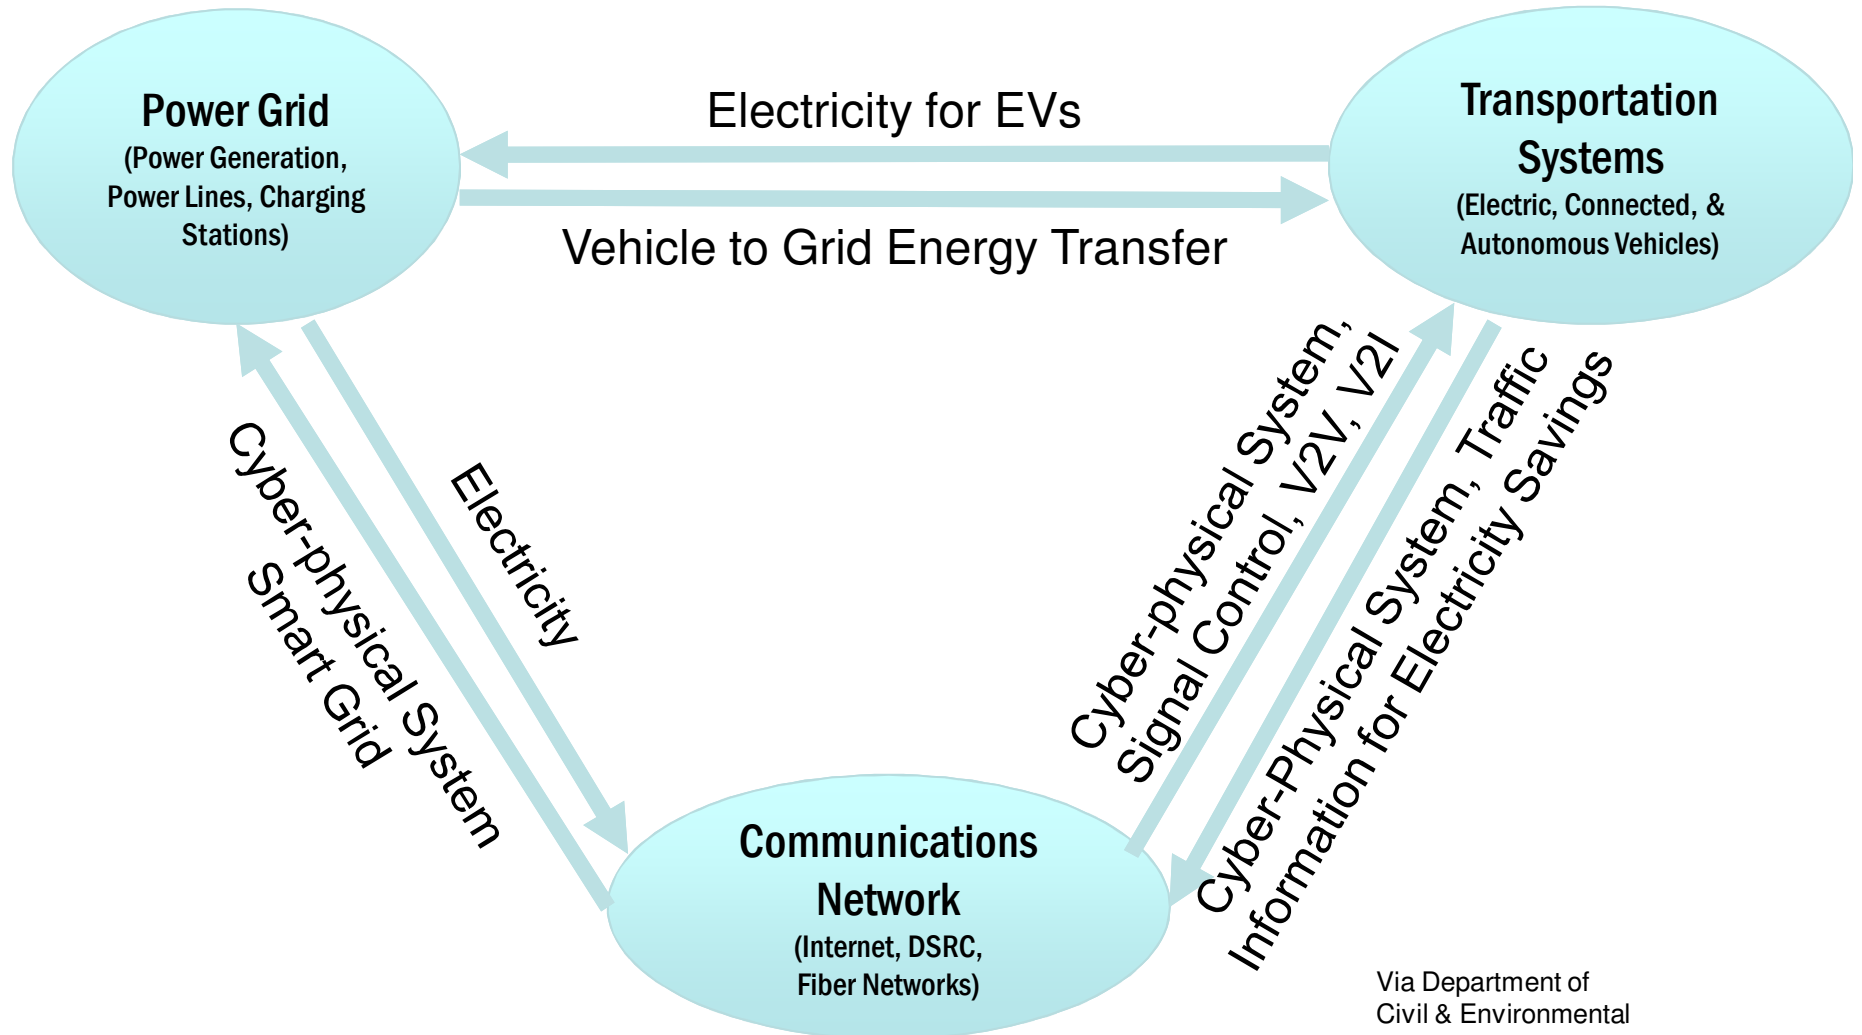 Power Grid
(Power Generation,
Power Lines, Charging
Stations)
Electricity for EVs
Vehicle to Grid Energy Transfer
Transportation
Systems
(Electric, Connected, &
Autonomous Vehicles)
Cyber-physical System
Smart Grid
Electricity
Cyber-physical System,
Signal Control, V2V, V2I
Cyber-Physical System, Traffic
Information for Electricity Savings
Communications
Network
(Internet, DSRC,
Fiber Networks)
Via Department of
Civil & Environmental